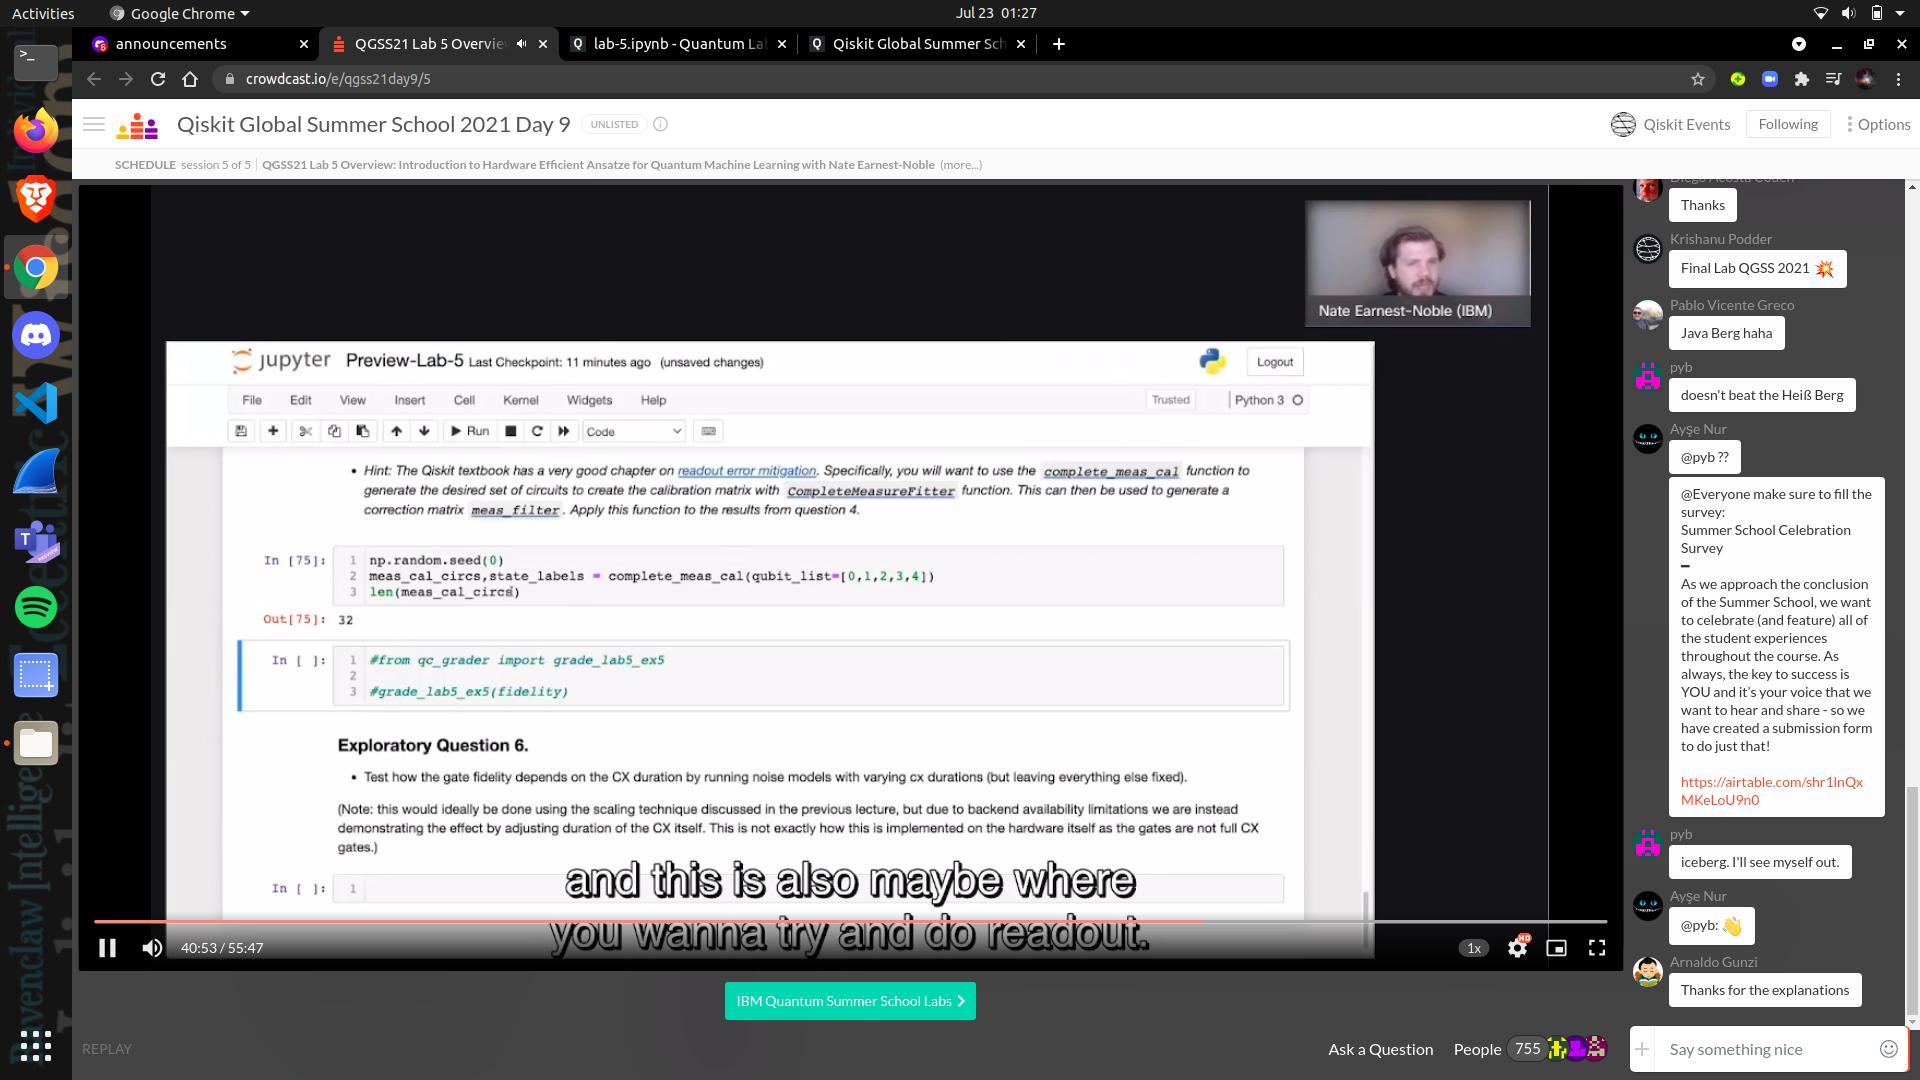 Activities
Google Chrome
Jul 23 01:27
announcements
QGSS21 Lab 5 Overvie
lab-5.ipynb - Quantum La
Qiskit Global Summer Sch
crowdcast.io/e/qgss21day9/5
Qiskit Global Summer School 2021 Day 9
UNLISTED
Qiskit Events
Following
Options
SCHEDULE session 5 of 5
QGSS21 Lab 5 Overview: Introduction to Hardware Efficient Ansatze for Quantum Machine Learning with Nate Earnest-Noble (more...)
Nate Earnest-Noble (IBM)
jupyter Preview-Lab-5 Last Checkpoint: 11 minutes ago (unsaved changes)
Logout
File Edit View Insert Cell Kernel Widgets Help
Trusted
Python 3
Run
Code
• Hint: The Qiskit textbook has a very good chapter on readout error mitigation. Specifically, you will want to use the complete_meas_cal function to
generate the desired set of circuits to create the calibration matrix with CompleteMeasureFitter function. This can then be used to generate a
correction matrix meas_filter. Apply this function to the results from question 4.
In [75]:
1 np.random.seed(0)
2 meas_cal_circs,state_labels = complete_meas_cal(qubit_list=[0,1,2,3,4])
3 len(meas_cal_circs)
Out[75]: 32
In [ ]:
1 #from qc_grader import grade_lab5_ex5
2
3 #grade_lab5_ex5(fidelity)
Exploratory Question 6.
• Test how the gate fidelity depends on the CX duration by running noise models with varying cx durations (but leaving everything else fixed).
(Note: this would ideally be done using the scaling technique discussed in the previous lecture, but due to backend availability limitations we are instead
demonstrating the effect by adjusting duration of the CX itself. This is not exactly how this is implemented on the hardware itself as the gates are not full CX
gates.)
In [ ]: 1
and this is also maybe where
you wanna try and do readout.
40:53 / 55:47
1x
HD
IBM Quantum Summer School Labs
REPLAY
Ask a Question
People 755
Thanks
Krishanu Podder
Final Lab QGSS 2021 💥
Pablo Vicente Greco
Java Berg haha
pyb
doesn't beat the Heiß Berg
Ayşe Nur
@pyb ??
@Everyone make sure to fill the
survey:
Summer School Celebration
Survey
–
As we approach the conclusion
of the Summer School, we want
to celebrate (and feature) all of
the student experiences
throughout the course. As
always, the key to success is
YOU and it's your voice that we
want to hear and share - so we
have created a submission form
to do just that!
https://airtable.com/shr1lnQx
MKeLoU9n0
pyb
iceberg. I'll see myself out.
Ayşe Nur
@pyb: 👋
Arnaldo Gunzi
Thanks for the explanations
Say something nice